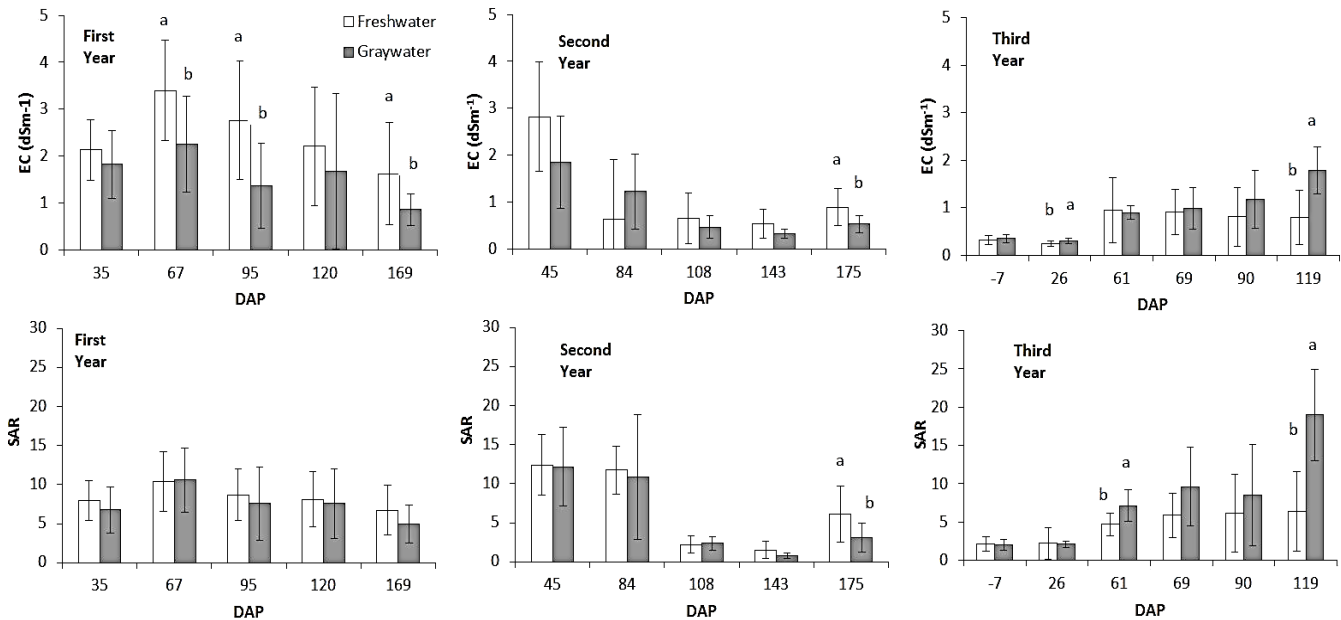 5
4
3
2
1
0
EC (dSm-1)
First
Year
Freshwater
Graywater
a
b
a
b
a
b
35 67 95 120 169
DAP
5
4
3
2
1
0
EC (dSm⁻¹)
Second
Year
a
b
45 84 108 143 175
DAP
5
4
3
2
1
0
EC (dSm⁻¹)
Third
Year
b a
b
a
-7 26 61 69 90 119
DAP
30
25
20
15
10
5
0
SAR
First
Year
35 67 95 120 169
DAP
30
25
20
15
10
5
0
SAR
Second
Year
a
b
45 84 108 143 175
DAP
30
25
20
15
10
5
0
SAR
Third
Year
b
a
b
a
-7 26 61 69 90 119
DAP